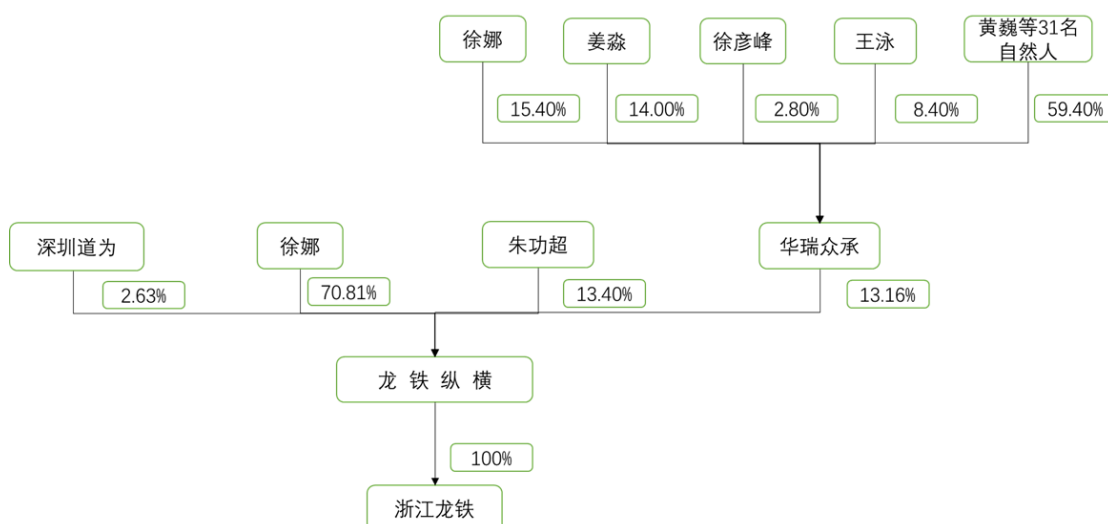 徐娜
姜淼
徐彦峰
王泳
黄巍等31名
自然人
15.40%
14.00%
2.80%
8.40%
59.40%
深圳道为
徐娜
朱功超
华瑞众承
2.63%
70.81%
13.40%
13.16%
龙 铁 纵 横
100%
浙江龙铁